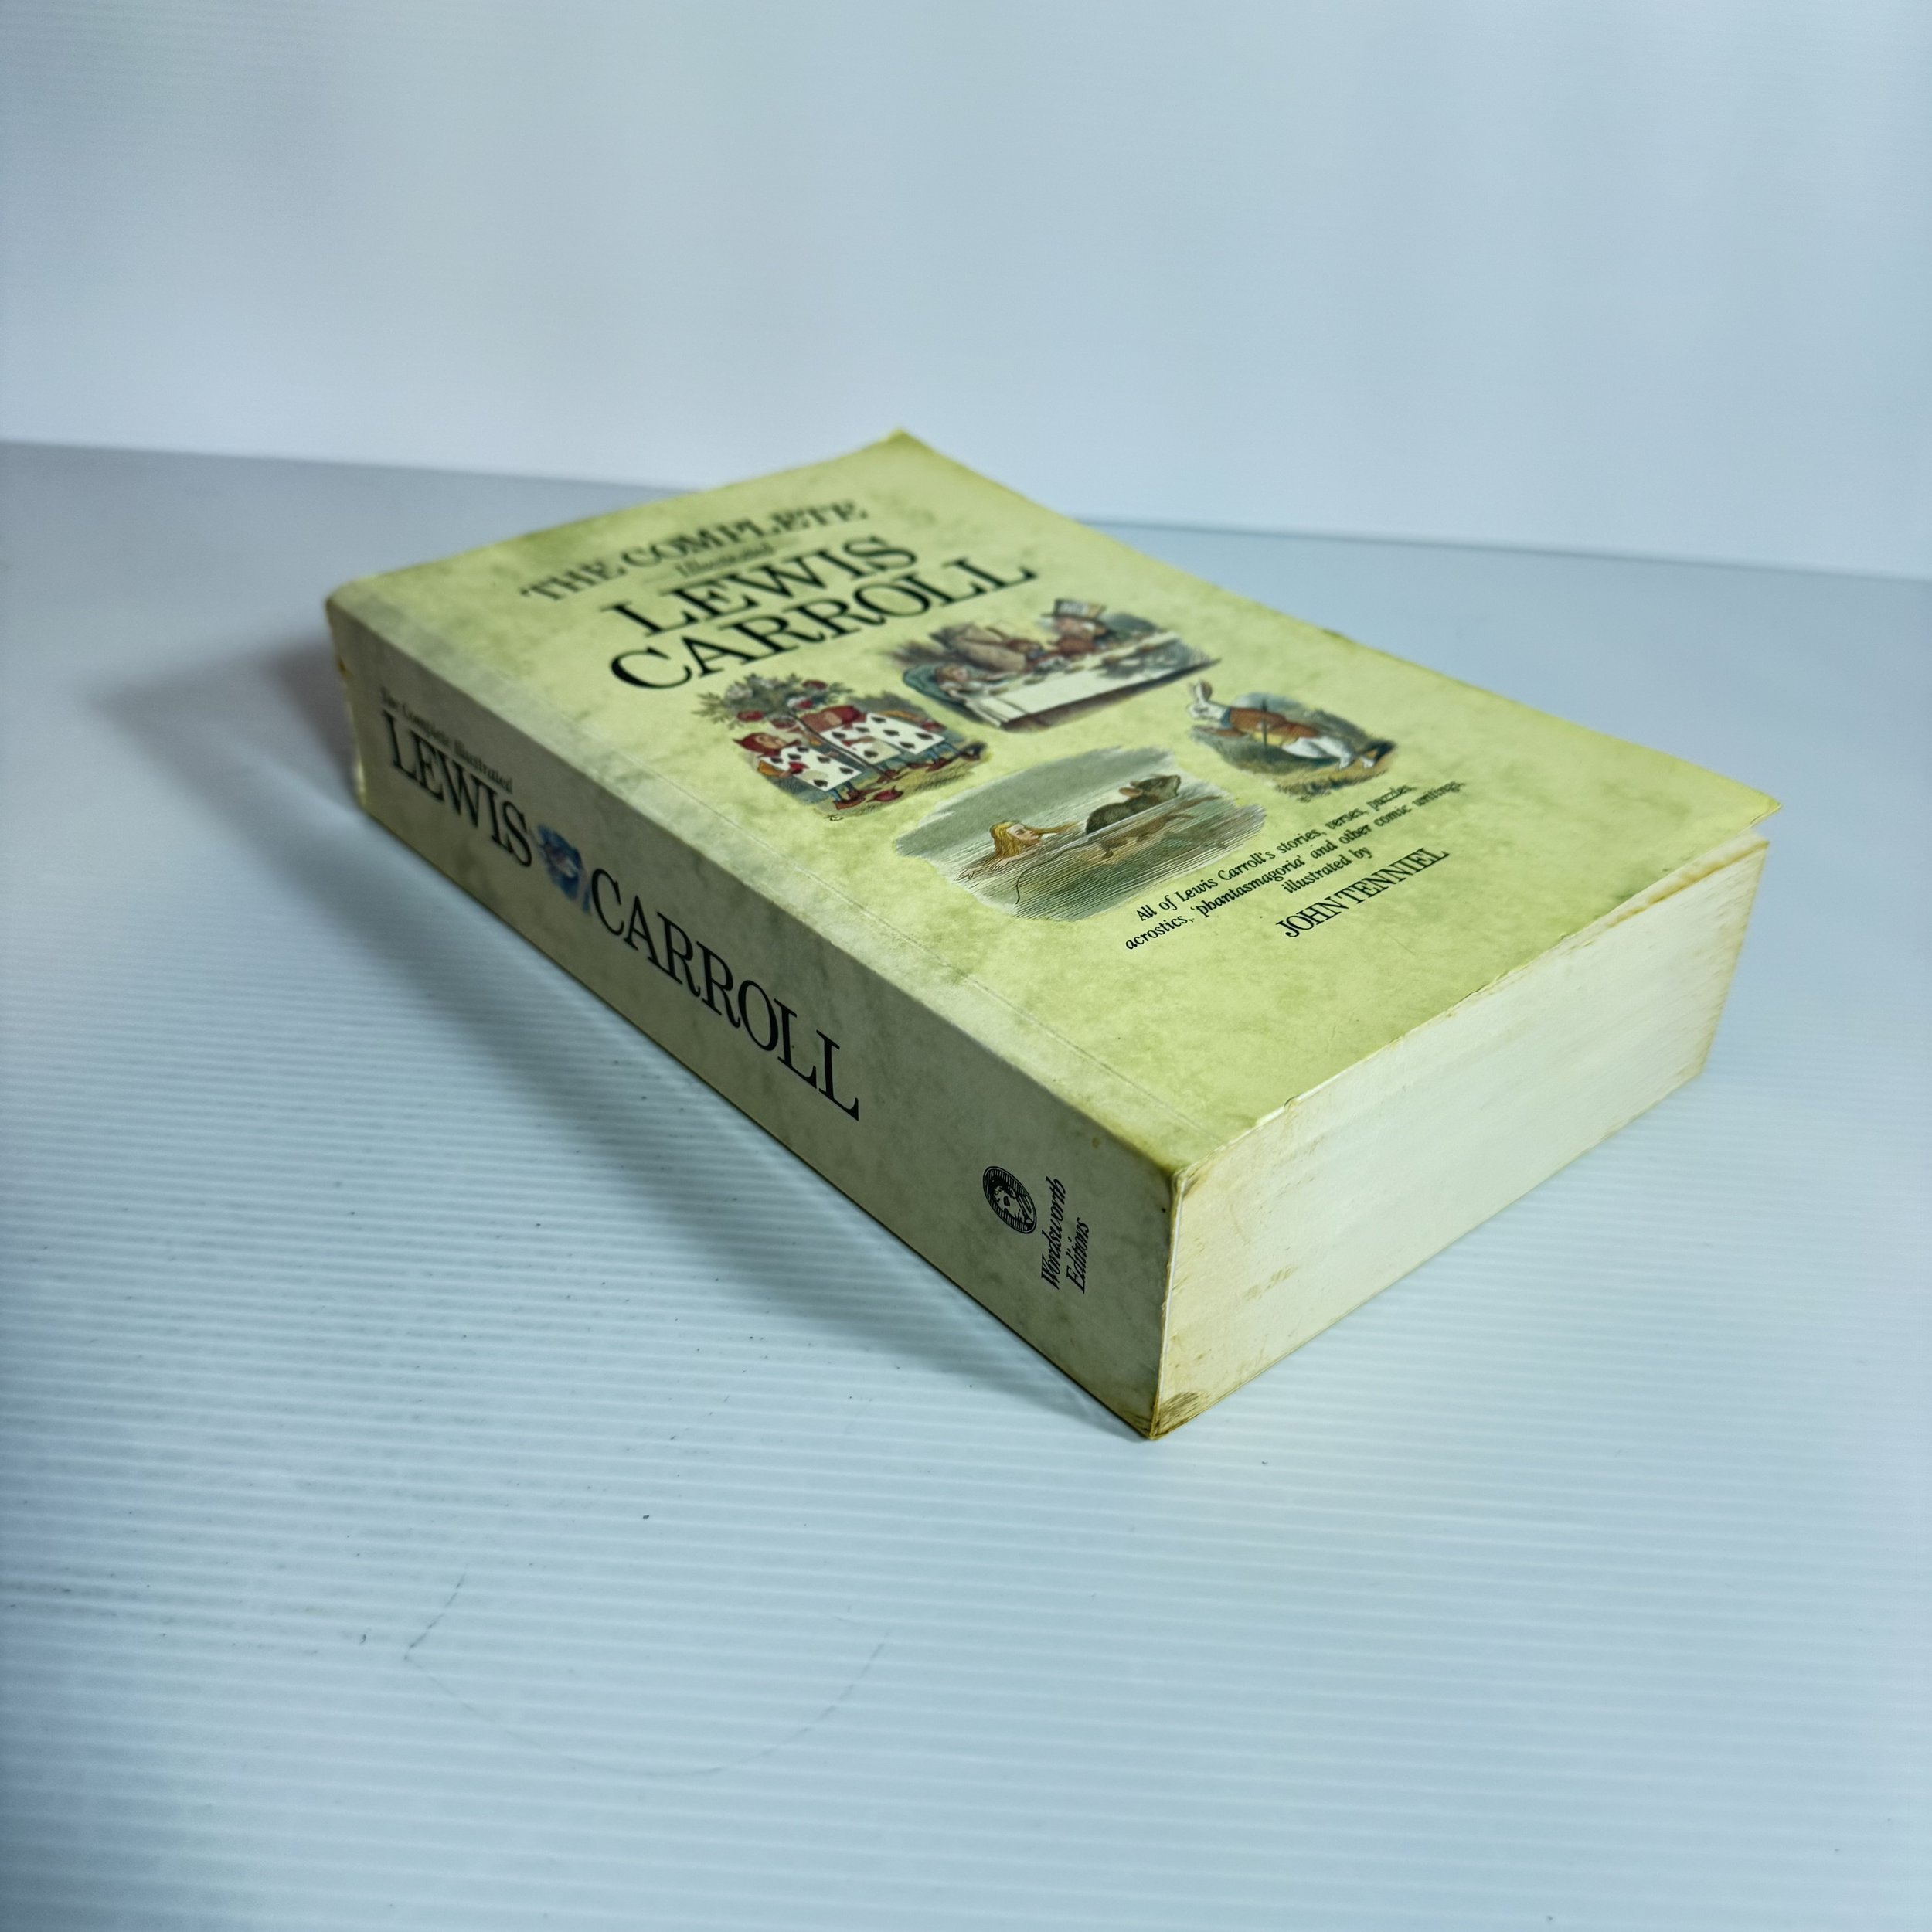 THE COMPLETE
Illustrated
LEWIS
CARROLL
All of Lewis Carroll's stories, verses, puzzles,
acrostics, 'phantasmagoria' and other comic writings,
illustrated by
JOHN TENNIEL
The Complete Illustrated
LEWIS CARROLL
Wordsworth
Editions